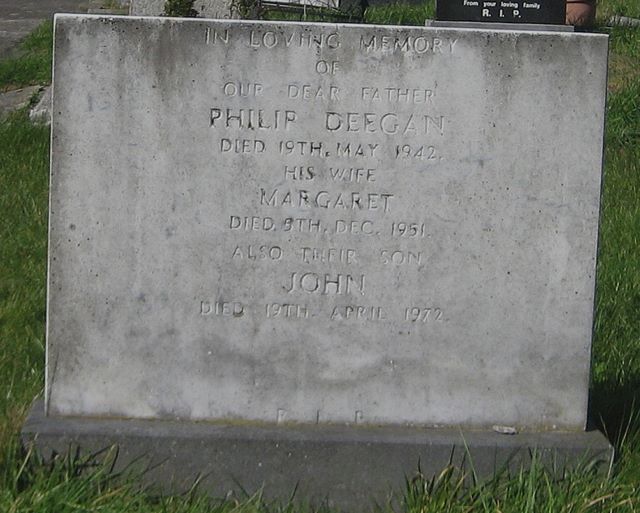 From your loving family
R. I. P.
IN LOVING MEMORY
OF
OUR DEAR FATHER
PHILIP DEEGAN
DIED 19TH. MAY 1942.
HIS WIFE
MARGARET
DIED 5TH. DEC. 1951.
ALSO THEIR SON
JOHN
DIED 19TH. APRIL 1972.
R I P